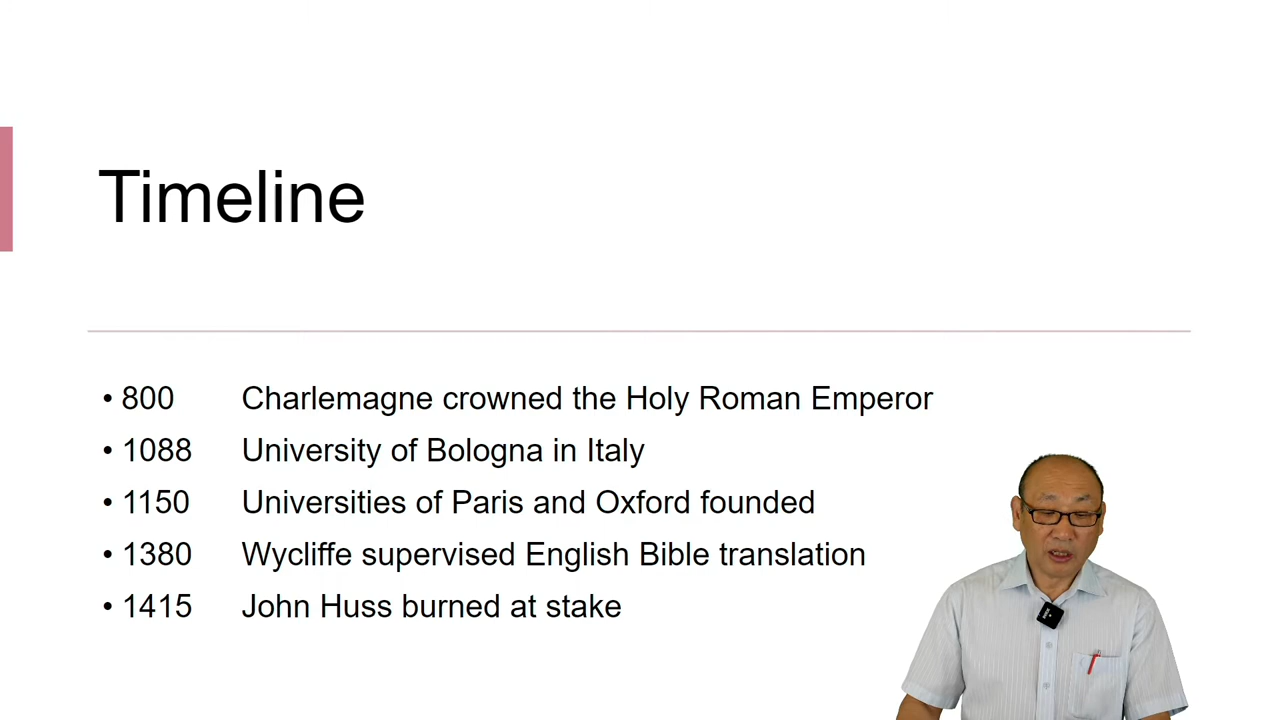 Timeline
• 800 Charlemagne crowned the Holy Roman Emperor
• 1088 University of Bologna in Italy
• 1150 Universities of Paris and Oxford founded
• 1380 Wycliffe supervised English Bible translation
• 1415 John Huss burned at stake